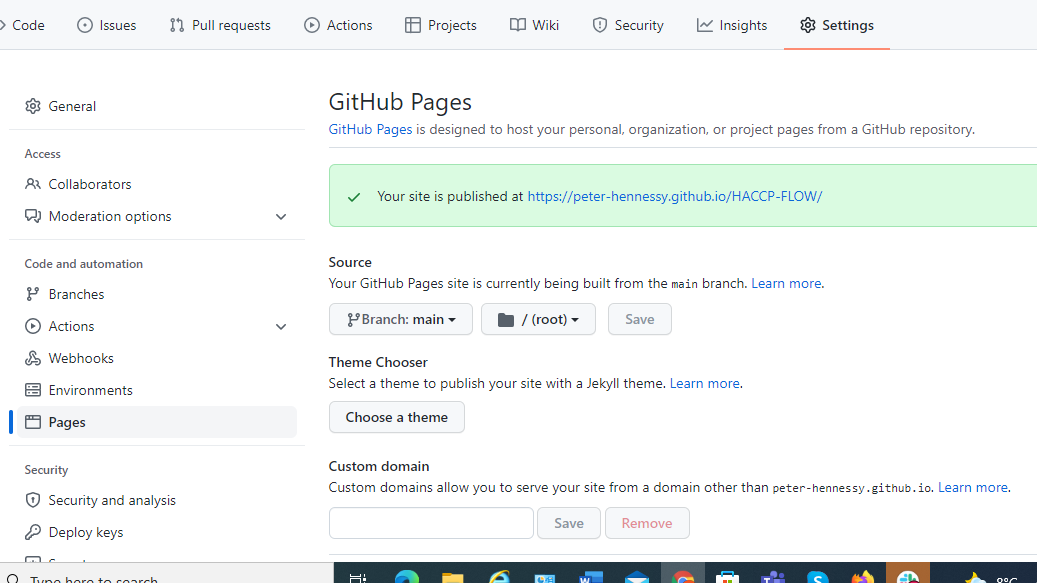 Code Issues Pull requests Actions Projects Wiki Security Insights Settings
General
Access
Collaborators
Moderation options
Code and automation
Branches
Actions
Webhooks
Environments
Pages
Security
Security and analysis
Deploy keys
GitHub Pages
GitHub Pages is designed to host your personal, organization, or project pages from a GitHub repository.
Your site is published at https://peter-hennessy.github.io/HACCP-FLOW/
Source
Your GitHub Pages site is currently being built from the main branch. Learn more.
Branch: main / (root) Save
Theme Chooser
Select a theme to publish your site with a Jekyll theme. Learn more.
Choose a theme
Custom domain
Custom domains allow you to serve your site from a domain other than peter-hennessy.github.io. Learn more.
Save Remove
Type here to search
8°C